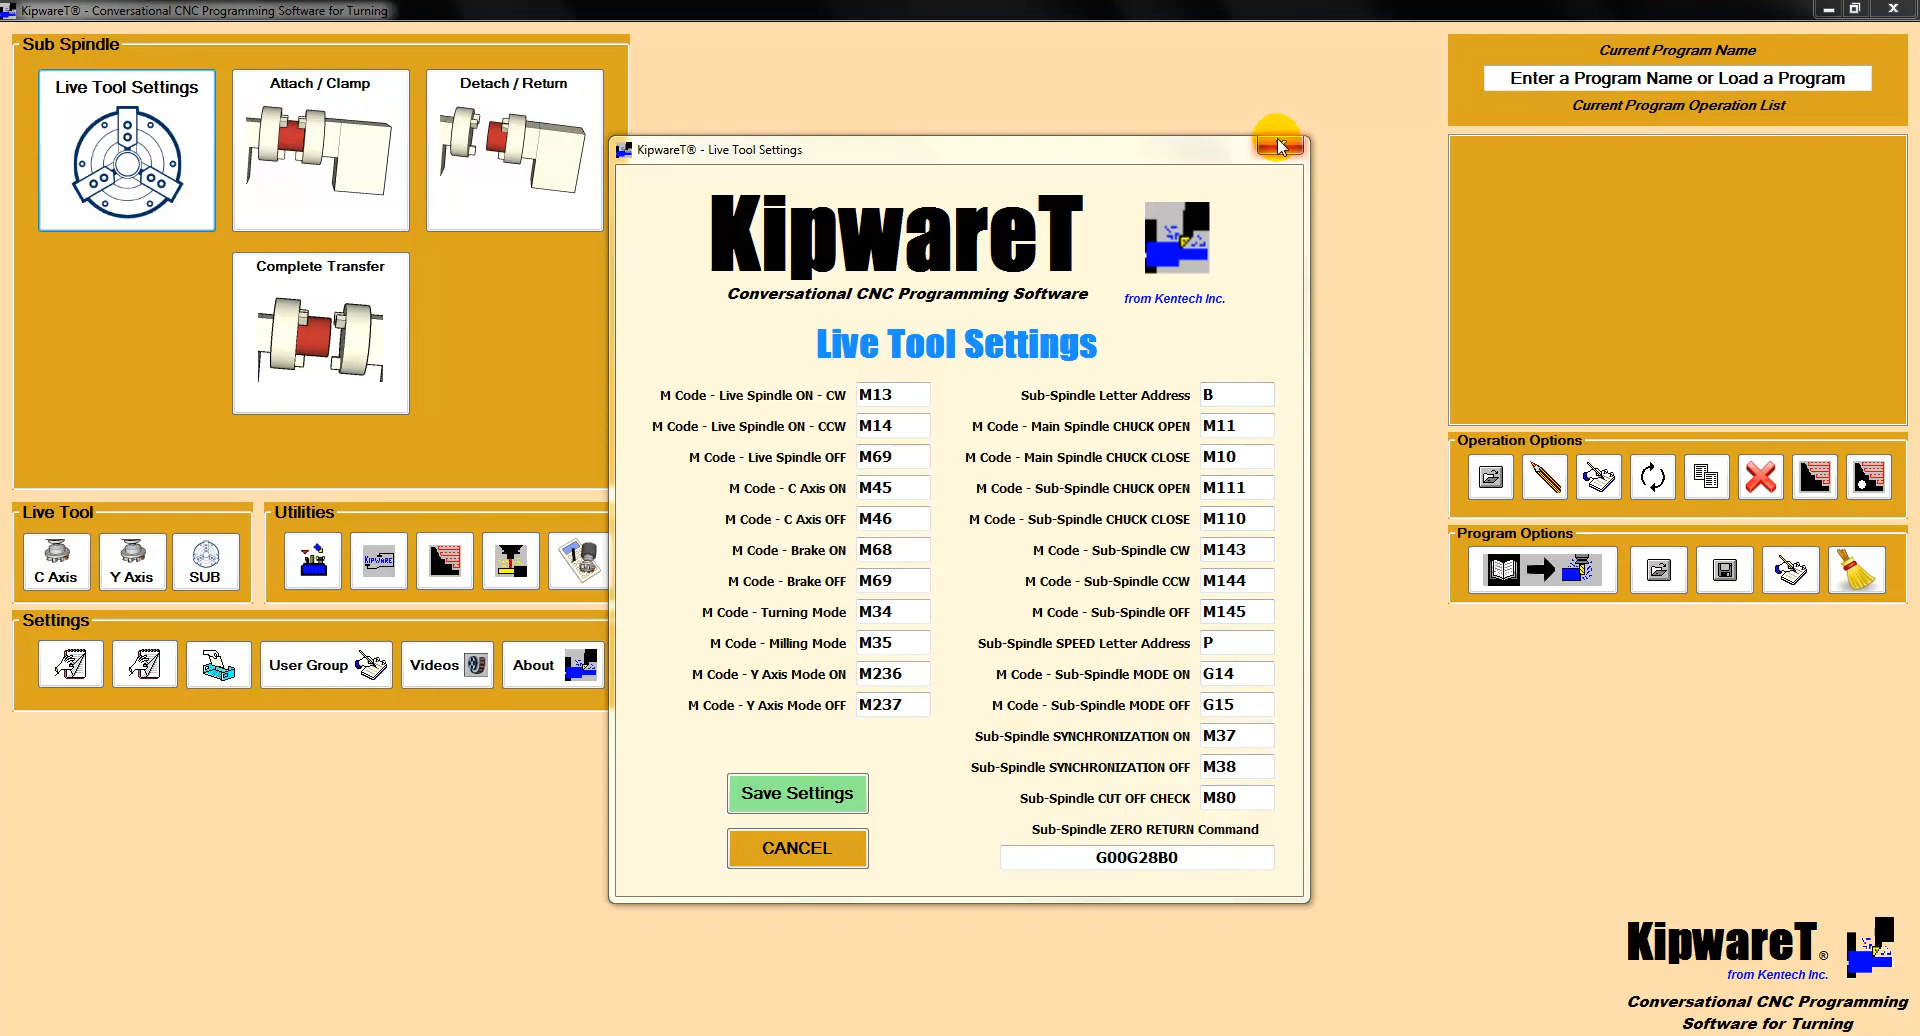 KipwareT® - Conversational CNC Programming Software for Turning
Sub Spindle
Live Tool Settings
Attach / Clamp
Detach / Return
Complete Transfer
Live Tool
C Axis
Y Axis
SUB
Utilities
KIPWARE
Settings
User Group
Videos
About
KipwareT® - Live Tool Settings
KipwareT
Conversational CNC Programming Software
from Kentech Inc.
Live Tool Settings
M Code - Live Spindle ON - CW M13
M Code - Live Spindle ON - CCW M14
M Code - Live Spindle OFF M69
M Code - C Axis ON M45
M Code - C Axis OFF M46
M Code - Brake ON M68
M Code - Brake OFF M69
M Code - Turning Mode M34
M Code - Milling Mode M35
M Code - Y Axis Mode ON M236
M Code - Y Axis Mode OFF M237
Save Settings
CANCEL
Sub-Spindle Letter Address B
M Code - Main Spindle CHUCK OPEN M11
M Code - Main Spindle CHUCK CLOSE M10
M Code - Sub-Spindle CHUCK OPEN M111
M Code - Sub-Spindle CHUCK CLOSE M110
M Code - Sub-Spindle CW M143
M Code - Sub-Spindle CCW M144
M Code - Sub-Spindle OFF M145
Sub-Spindle SPEED Letter Address P
M Code - Sub-Spindle MODE ON G14
M Code - Sub-Spindle MODE OFF G15
Sub-Spindle SYNCHRONIZATION ON M37
Sub-Spindle SYNCHRONIZATION OFF M38
Sub-Spindle CUT OFF CHECK M80
Sub-Spindle ZERO RETURN Command
G00G28B0
Current Program Name
Enter a Program Name or Load a Program
Current Program Operation List
Operation Options
Program Options
KipwareT®
from Kentech Inc.
Conversational CNC Programming
Software for Turning